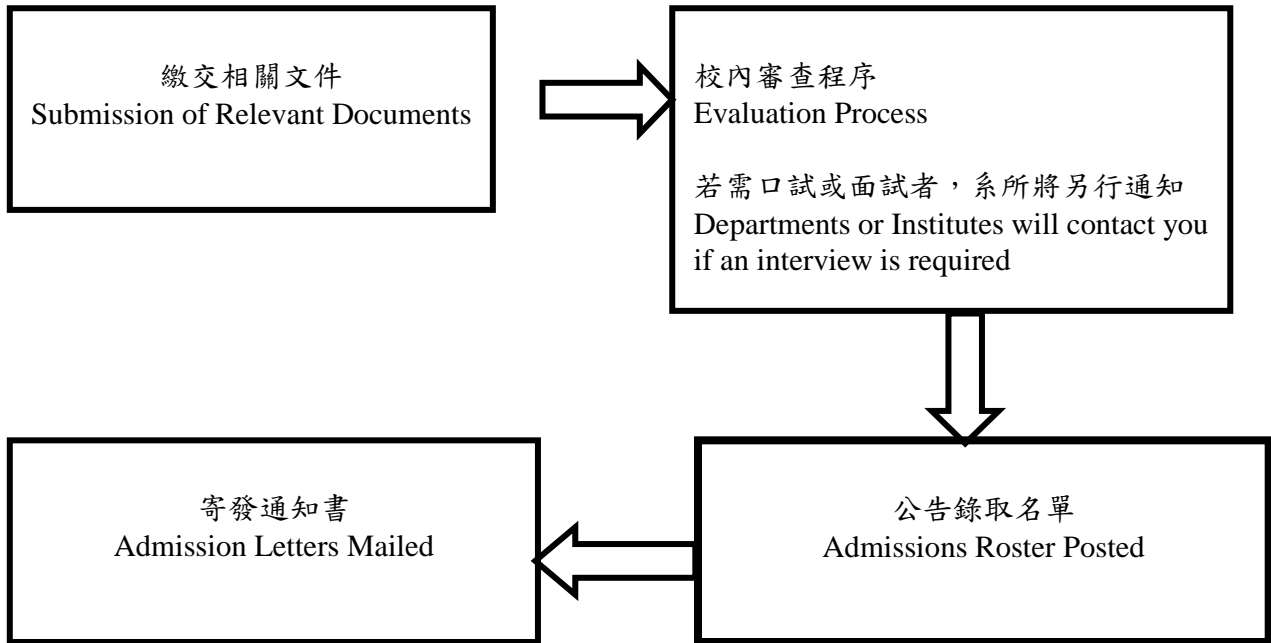 繳交相關文件
Submission of Relevant Documents
校內審查程序
Evaluation Process
若需口試或面試者，系所將另行通知
Departments or Institutes will contact you
if an interview is required
公告錄取名單
Admissions Roster Posted
寄發通知書
Admission Letters Mailed